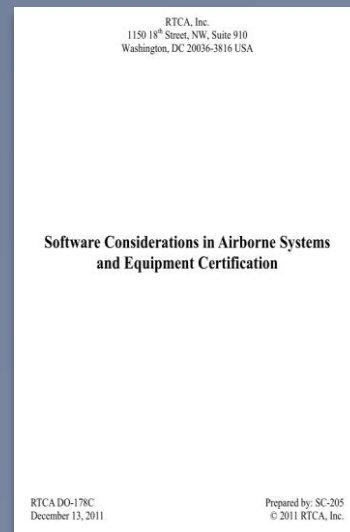 RTCA, Inc.
1150 18th Street, NW, Suite 910
Washington, DC 20036-3816 USA
Software Considerations in Airborne Systems
and Equipment Certification
RTCA DO-178C
Prepared by: SC-205
December 13, 2011
© 2011 RTCA, Inc.